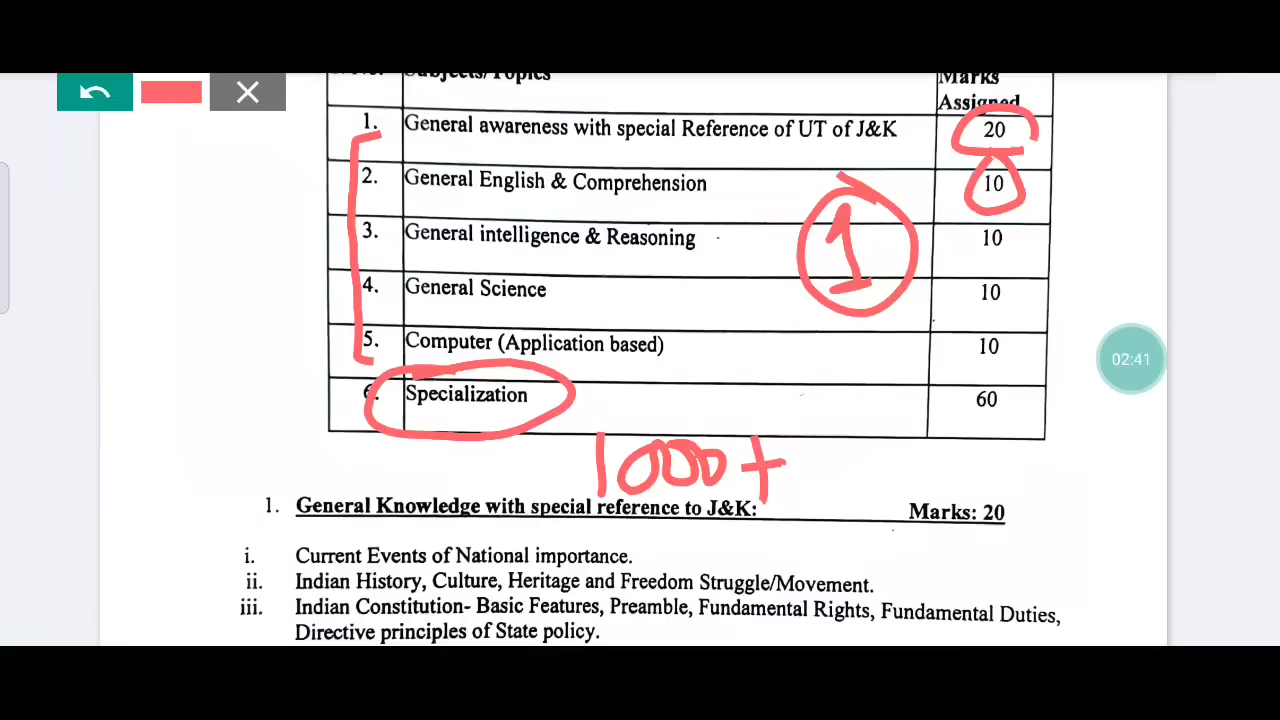 Subjects/Topics
Marks
Assigned
1. General awareness with special Reference of UT of J&K 20
2. General English & Comprehension 10
3. General intelligence & Reasoning 10
1
4. General Science 10
5. Computer (Application based) 10
02:41
6. Specialization 60
1000+
1. General Knowledge with special reference to J&K: Marks: 20
i. Current Events of National importance.
ii. Indian History, Culture, Heritage and Freedom Struggle/Movement.
iii. Indian Constitution- Basic Features, Preamble, Fundamental Rights, Fundamental Duties,
Directive principles of State policy.